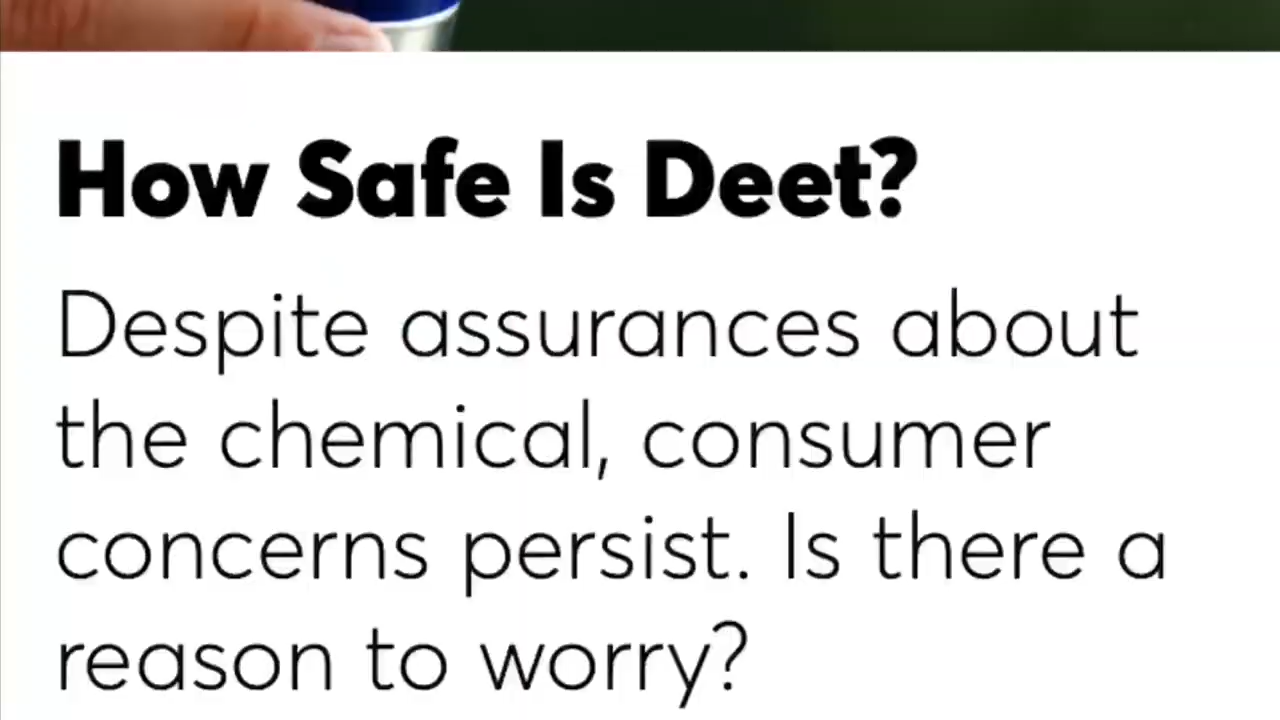 How Safe Is Deet?
Despite assurances about
the chemical, consumer
concerns persist. Is there a
reason to worry?